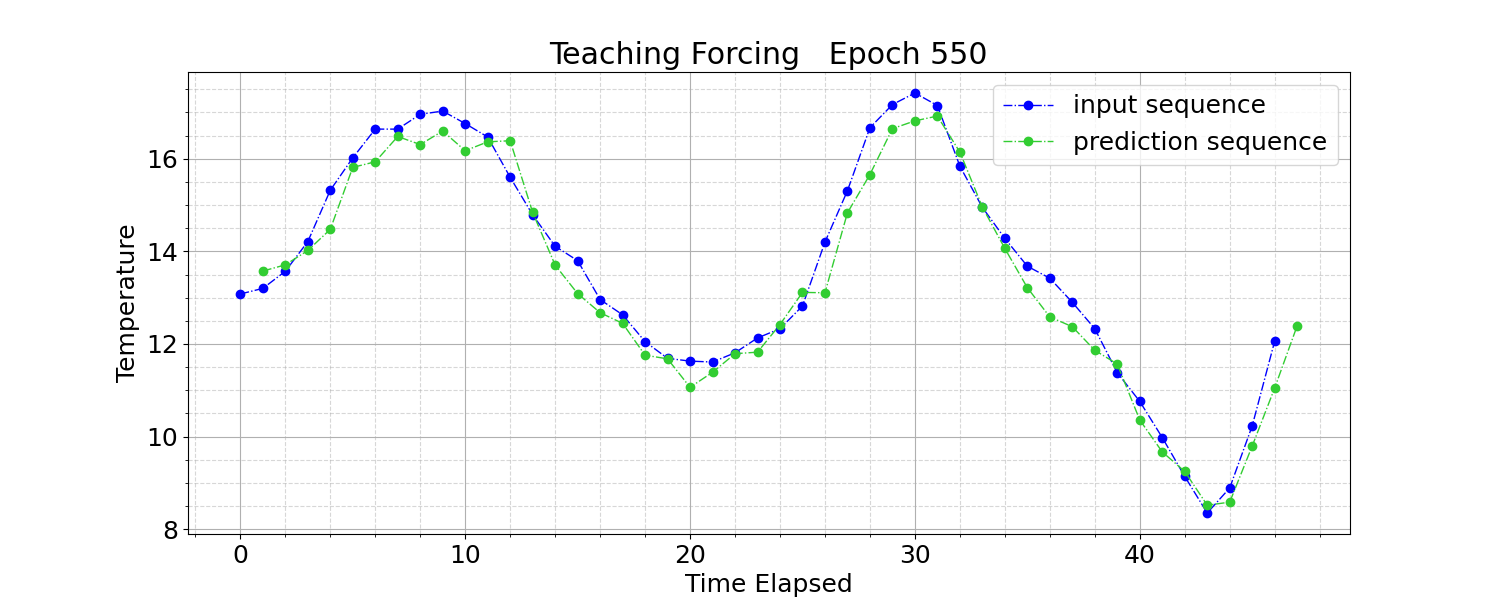 Teaching Forcing   Epoch 550
input sequence
prediction sequence
Temperature
16
14
12
10
8
0 10 20 30 40
Time Elapsed